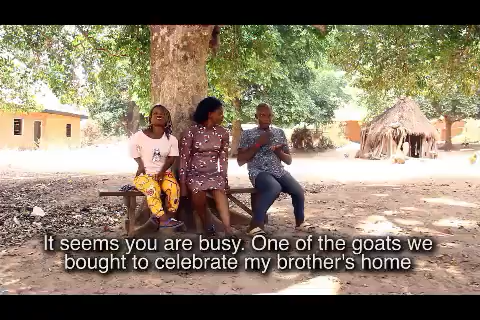 It seems you are busy. One of the goats we
bought to celebrate my brother's home